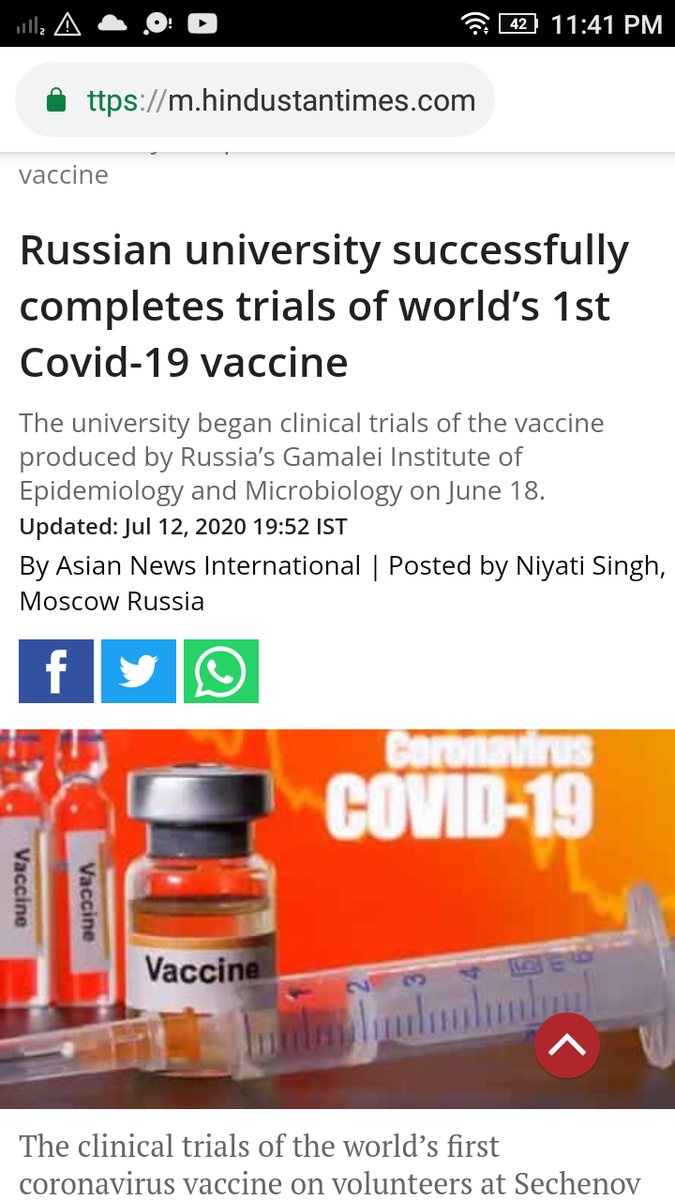 42 11:41 PM
ttps://m.hindustantimes.com
vaccine
Russian university successfully
completes trials of world’s 1st
Covid-19 vaccine
The university began clinical trials of the vaccine
produced by Russia’s Gamalei Institute of
Epidemiology and Microbiology on June 18.
Updated: Jul 12, 2020 19:52 IST
By Asian News International | Posted by Niyati Singh,
Moscow Russia
Coronavirus
COVID-19
Vaccine
Vaccine
Vaccine
1 2 3 4 5 6
The clinical trials of the world’s first
coronavirus vaccine on volunteers at Sechenov